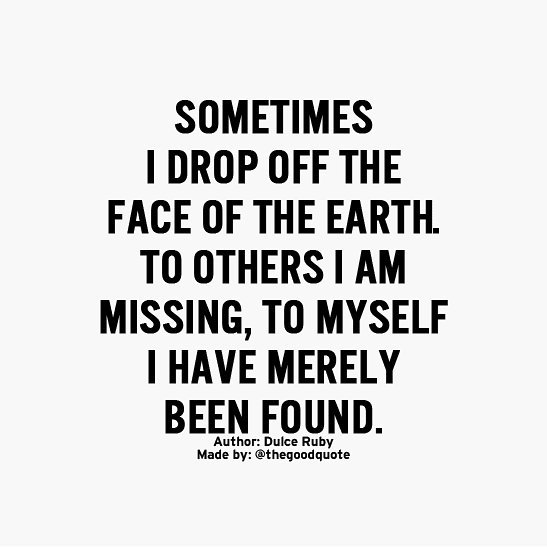 SOMETIMES
I DROP OFF THE
FACE OF THE EARTH.
TO OTHERS I AM
MISSING, TO MYSELF
I HAVE MERELY
BEEN FOUND.
Author: Dulce Ruby
Made by: @thegoodquote